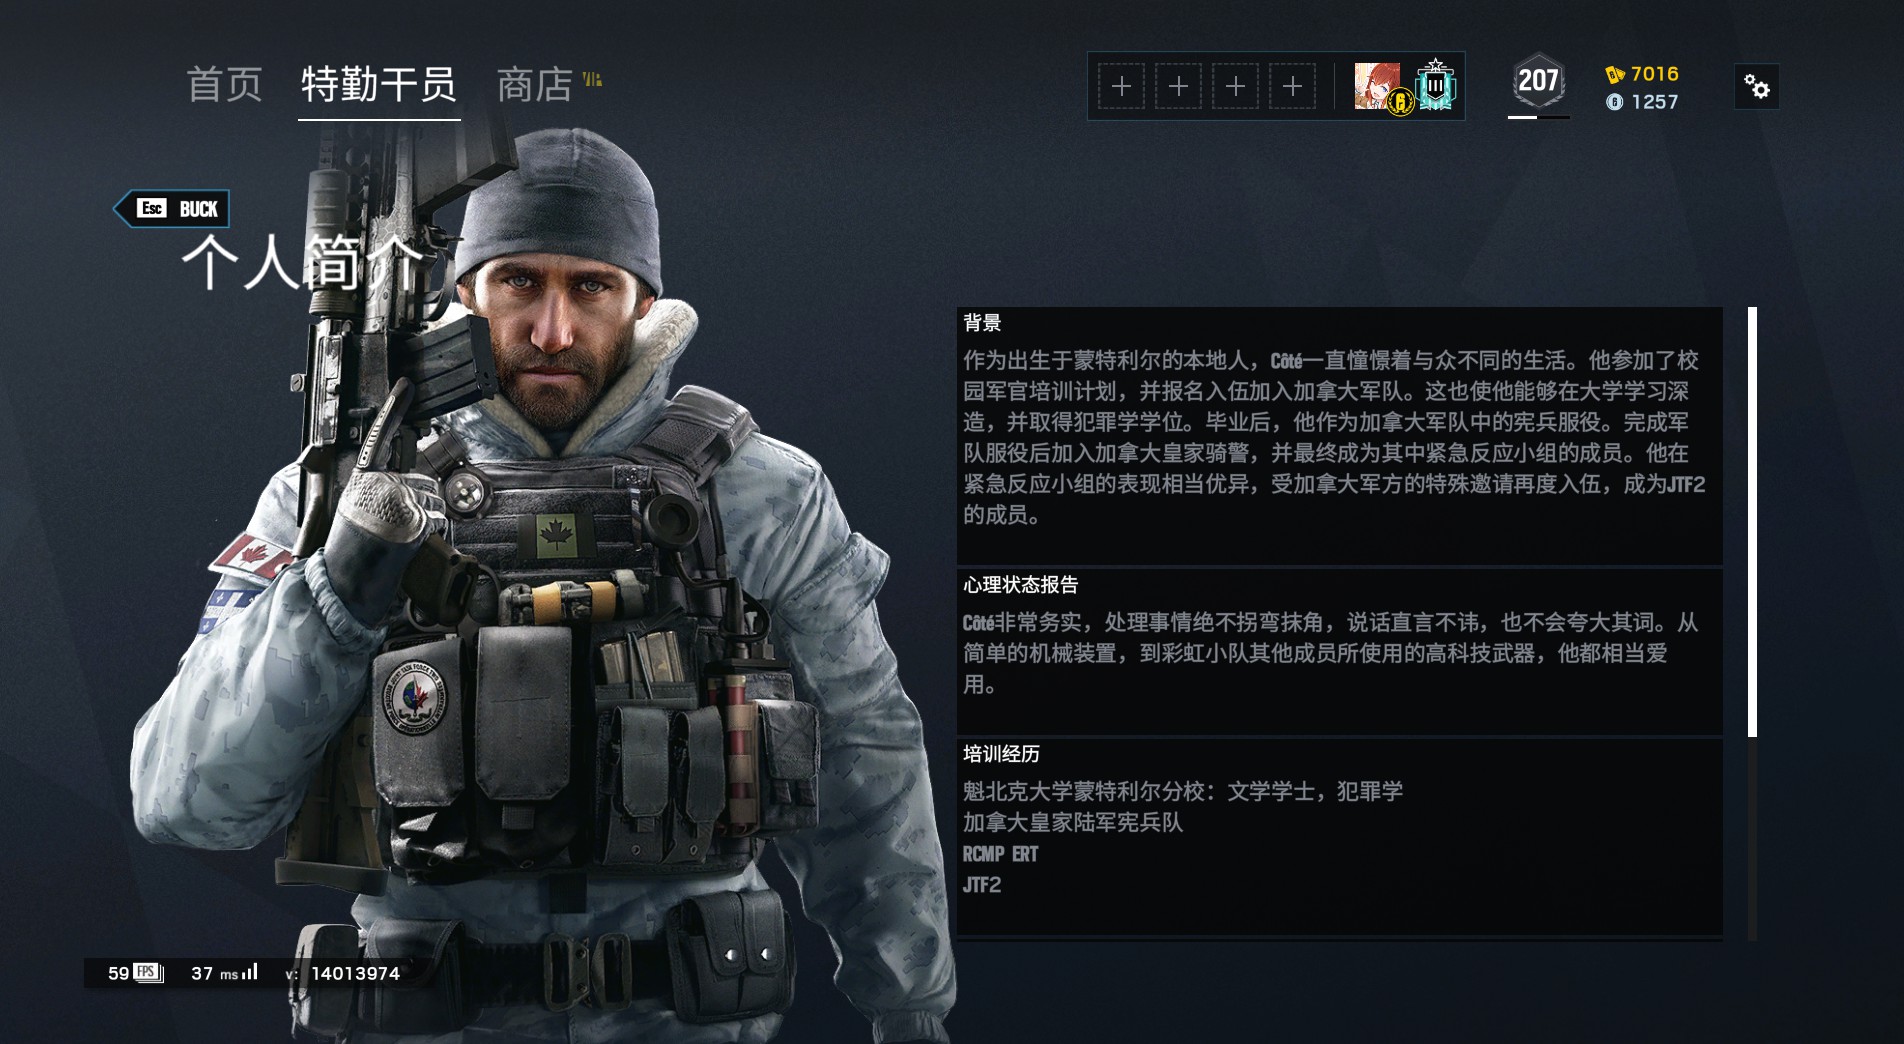 首页 特勤干员 商店
207
7016
1257
Esc BUCK
个人简介
背景
作为出生于蒙特利尔的本地人，Côté一直憧憬着与众不同的生活。他参加了校
园军官培训计划，并报名入伍加入加拿大军队。这也使他能够在大学学习深
造，并取得犯罪学学位。毕业后，他作为加拿大军队中的宪兵服役。完成军
队服役后加入加拿大皇家骑警，并最终成为其中紧急反应小组的成员。他在
紧急反应小组的表现相当优异，受加拿大军方的特殊邀请再度入伍，成为JTF2
的成员。
心理状态报告
Côté非常务实，处理事情绝不拐弯抹角，说话直言不讳，也不会夸大其词。从
简单的机械装置，到彩虹小队其他成员所使用的高科技武器，他都相当爱
用。
培训经历
魁北克大学蒙特利尔分校：文学学士，犯罪学
加拿大皇家陆军宪兵队
RCMP ERT
JTF2
59 FPS 37 ms v: 14013974